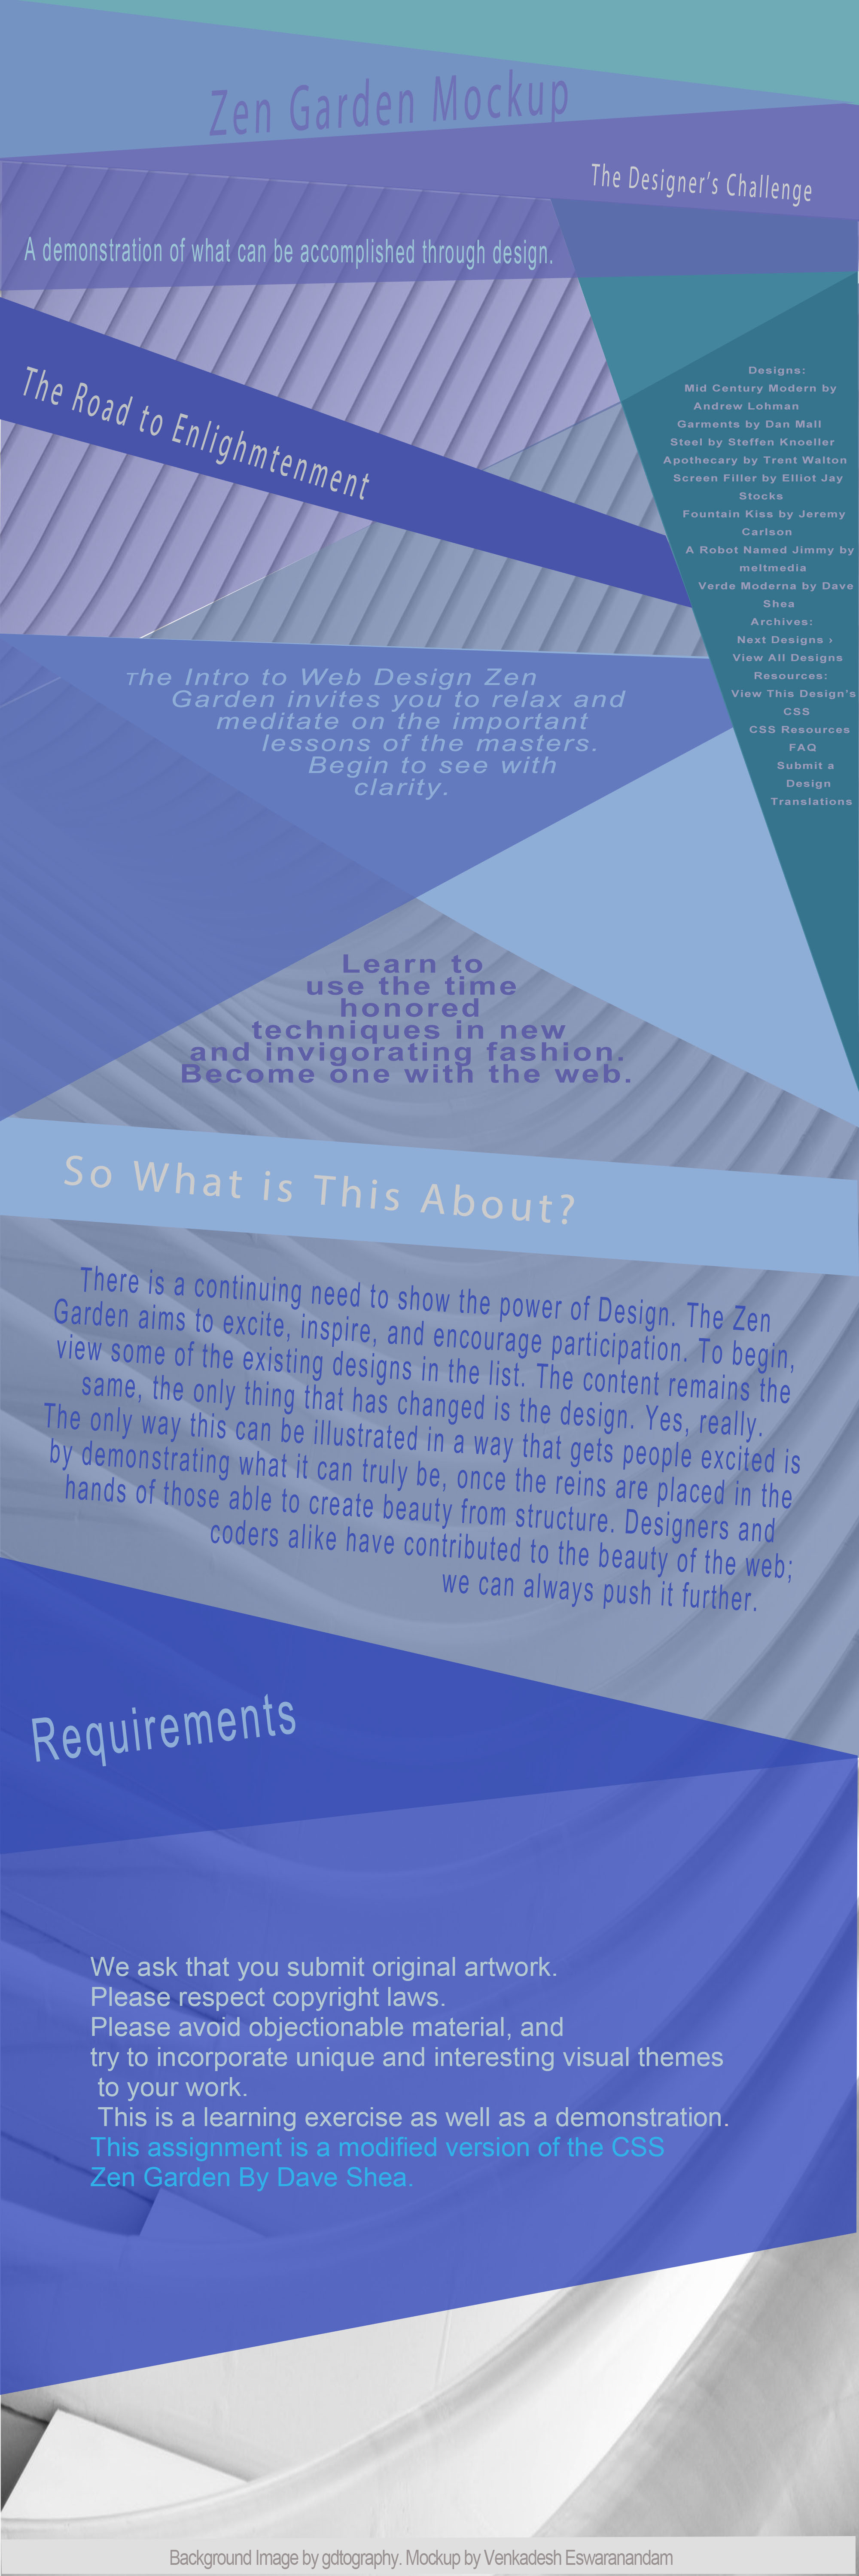 Zen Garden Mockup
The Designer's Challenge
A demonstration of what can be accomplished through design.
The Road to Enlighmtenment
Designs:
Mid Century Modern by
Andrew Lohman
Garments by Dan Mall
Steel by Steffen Knoeller
Apothecary by Trent Walton
Screen Filler by Elliot Jay
Stocks
Fountain Kiss by Jeremy
Carlson
A Robot Named Jimmy by
meltmedia
Verde Moderna by Dave
Shea
Archives:
Next Designs ›
View All Designs
Resources:
View This Design's
CSS
CSS Resources
FAQ
Submit a
Design
Translations
The Intro to Web Design Zen
Garden invites you to relax and
meditate on the important
lessons of the masters.
Begin to see with
clarity.
Learn to
use the time
honored
techniques in new
and invigorating fashion.
Become one with the web.
So What is This About?
There is a continuing need to show the power of Design. The Zen
Garden aims to excite, inspire, and encourage participation. To begin,
view some of the existing designs in the list. The content remains the
same, the only thing that has changed is the design. Yes, really.
The only way this can be illustrated in a way that gets people excited is
by demonstrating what it can truly be, once the reins are placed in the
hands of those able to create beauty from structure. Designers and
coders alike have contributed to the beauty of the web;
we can always push it further.
Requirements
We ask that you submit original artwork.
Please respect copyright laws.
Please avoid objectionable material, and
try to incorporate unique and interesting visual themes
to your work.
This is a learning exercise as well as a demonstration.
This assignment is a modified version of the CSS
Zen Garden By Dave Shea.
Background Image by gdtography. Mockup by Venkadesh Eswaranandam